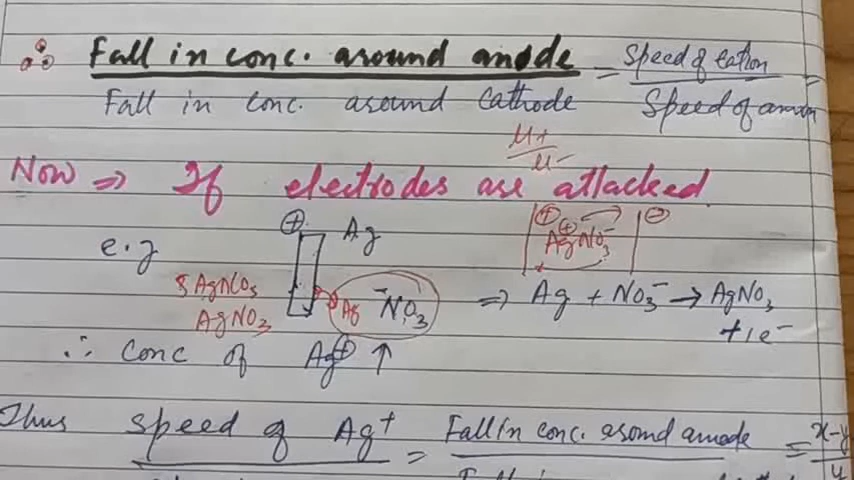 ∴ Fall in conc. around anode = Speed of cation =
Fall in conc. around cathode Speed of anion
μ+
μ-
Now ⇒ If electrodes are attacked.
e.g ⊕ Ag ⊕ ⊕ AgNO3- ⊖
AgNO3
AgNO3 Ag -NO3 ⇒ Ag + NO3- → AgNO3
+1e-
∴ Conc of Ag⊕ ↑
Thus speed of Ag+ = Fall in conc. around anode = x-y
y